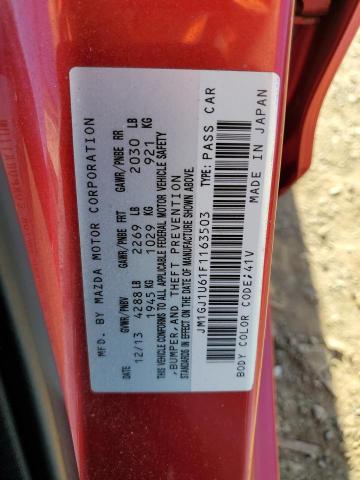 MFD. BY MAZDA MOTOR CORPORATION
DATE GVWR/PNBV GAWR/PNBE FRT GAWR/PNBE RR
12/13 4288 LB 2269 LB 2030 LB
1945 KG 1029 KG 921 KG
THIS VEHICLE CONFORMS TO ALL APPLICABLE FEDERAL MOTOR VEHICLE SAFETY
,BUMPER,AND THEFT PREVENTION
STANDARDS IN EFFECT ON THE DATE OF MANUFACTURE SHOWN ABOVE.
JM1GJ1U61F1163503 TYPE: PASS CAR
BODY COLOR CODE;41V MADE IN JAPAN